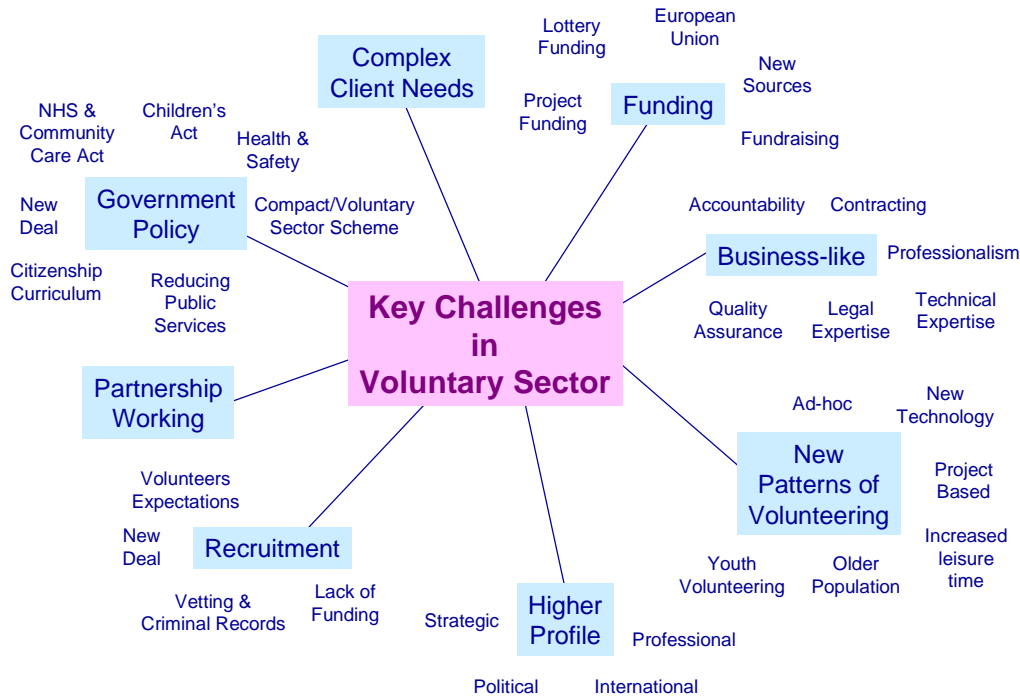 Key Challenges
in
Voluntary Sector
Complex
Client Needs
Funding
Lottery
Funding
European
Union
New
Sources
Project
Funding
Fundraising
Business-like
Accountability
Contracting
Professionalism
Quality
Assurance
Legal
Expertise
Technical
Expertise
New
Patterns of
Volunteering
Ad-hoc
New
Technology
Project
Based
Increased
leisure
time
Older
Population
Youth
Volunteering
Higher
Profile
Strategic
Professional
Political
International
Recruitment
Volunteers
Expectations
New
Deal
Vetting &
Criminal Records
Lack of
Funding
Partnership
Working
Government
Policy
NHS &
Community
Care Act
Children's
Act
Health &
Safety
New
Deal
Compact/Voluntary
Sector Scheme
Citizenship
Curriculum
Reducing
Public
Services